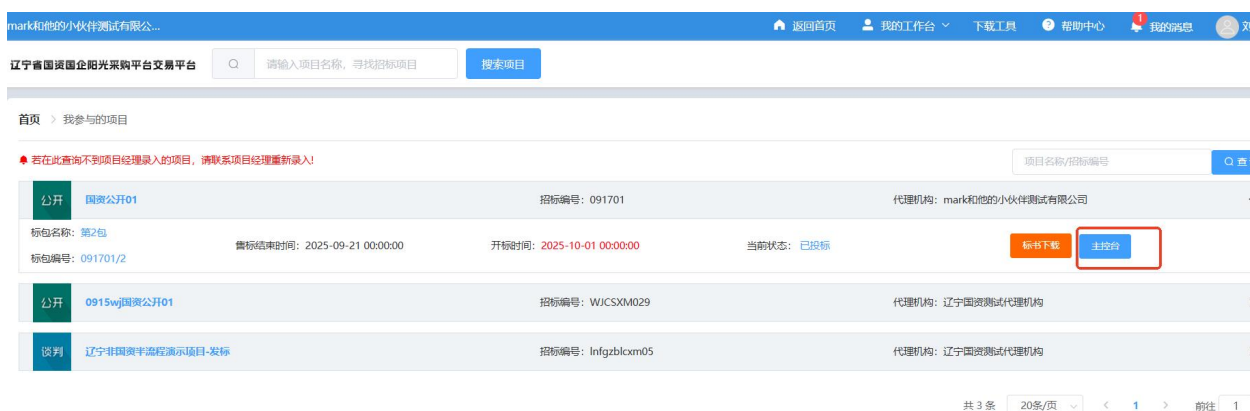 mark和他的小伙伴测试有限公... 返回首页 我的工作台 下载工具 帮助中心 1 我的消息
辽宁省国资国企阳光采购平台交易平台 请输入项目名称，寻找招标项目 搜索项目
首页 > 我参与的项目
若在此查询不到项目经理录入的项目，请联系项目经理重新录入! 项目名称/招标编号
公开 国资公开01 招标编号：091701 代理机构：mark和他的小伙伴测试有限公司
标包名称：第2包
售标结束时间：2025-09-21 00:00:00 开标时间：2025-10-01 00:00:00 当前状态：已投标 标书下载 主控台
标包编号：091701/2
公开 0915wj国资公开01 招标编号：WJCSXM029 代理机构：辽宁国资测试代理机构
谈判 辽宁非国资半流程演示项目-发标 招标编号：lnfgzblcxm05 代理机构：辽宁国资测试代理机构
共 3 条 20条/页 < 1 > 前往 1